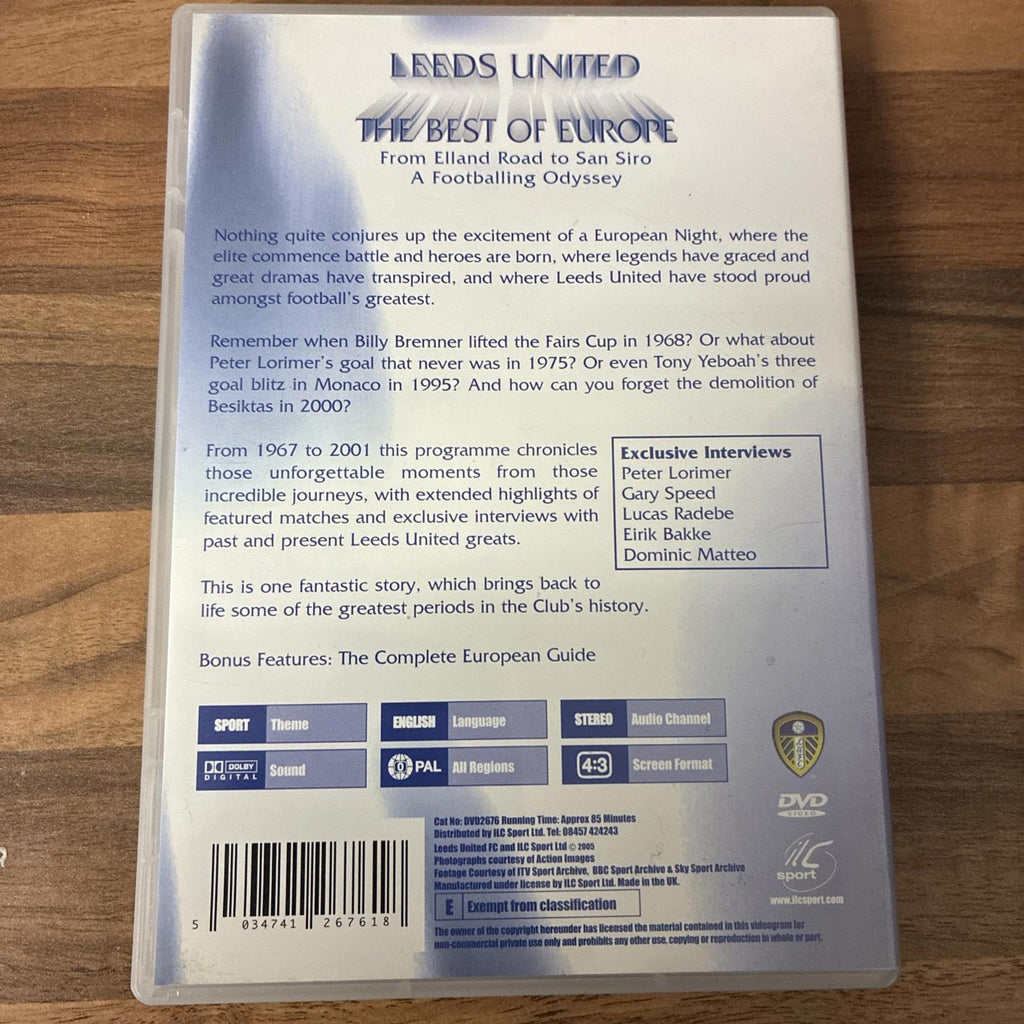 LEEDS UNITED
THE BEST OF EUROPE
From Elland Road to San Siro
A Footballing Odyssey
Nothing quite conjures up the excitement of a European Night, where the
elite commence battle and heroes are born, where legends have graced and
great dramas have transpired, and where Leeds United have stood proud
amongst football's greatest.
Remember when Billy Bremner lifted the Fairs Cup in 1968? Or what about
Peter Lorimer's goal that never was in 1975? Or even Tony Yeboah's three
goal blitz in Monaco in 1995? And how can you forget the demolition of
Besiktas in 2000?
From 1967 to 2001 this programme chronicles
those unforgettable moments from those
incredible journeys, with extended highlights of
featured matches and exclusive interviews with
past and present Leeds United greats.
Exclusive Interviews
Peter Lorimer
Gary Speed
Lucas Radebe
Eirik Bakke
Dominic Matteo
This is one fantastic story, which brings back to
life some of the greatest periods in the Club's history.
Bonus Features: The Complete European Guide
SPORT Theme
ENGLISH Language
STEREO Audio Channel
DOLBY DIGITAL Sound
0 PAL All Regions
4:3 Screen Format
LUFC
DVD
VIDEO
ilc
sport
www.ilcsport.com
Cat No: DVD2676 Running Time: Approx 85 Minutes
Distributed by ILC Sport Ltd. Tel: 08457 424243
Leeds United FC and ILC Sport Ltd © 2005
Photographs courtesy of Action Images
Footage Courtesy of ITV Sport Archive, BBC Sport Archive & Sky Sport Archive
Manufactured under license by ILC Sport Ltd. Made in the UK.
E Exempt from classification
The owner of the copyright hereunder has licensed the material contained in this videogram for
non-commercial private use only and prohibits any other use, copying or reproduction in whole or part.
5 034741 267618